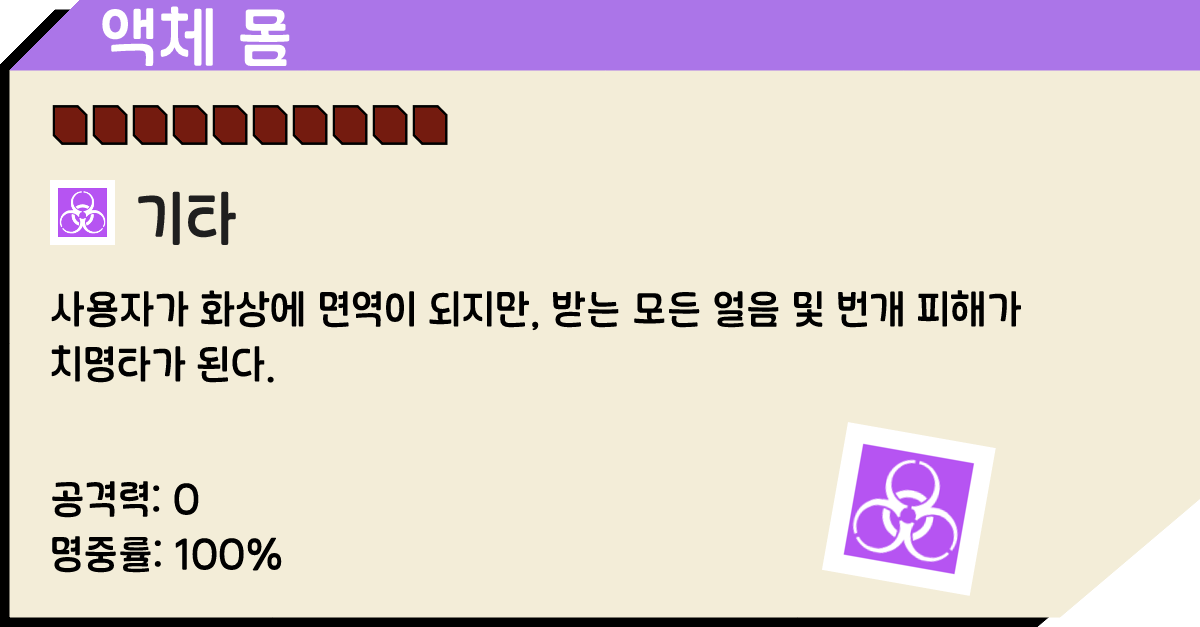 액체 몸
기타
사용자가 화상에 면역이 되지만, 받는 모든 얼음 및 번개 피해가
치명타가 된다.
공격력: 0
명중률: 100%